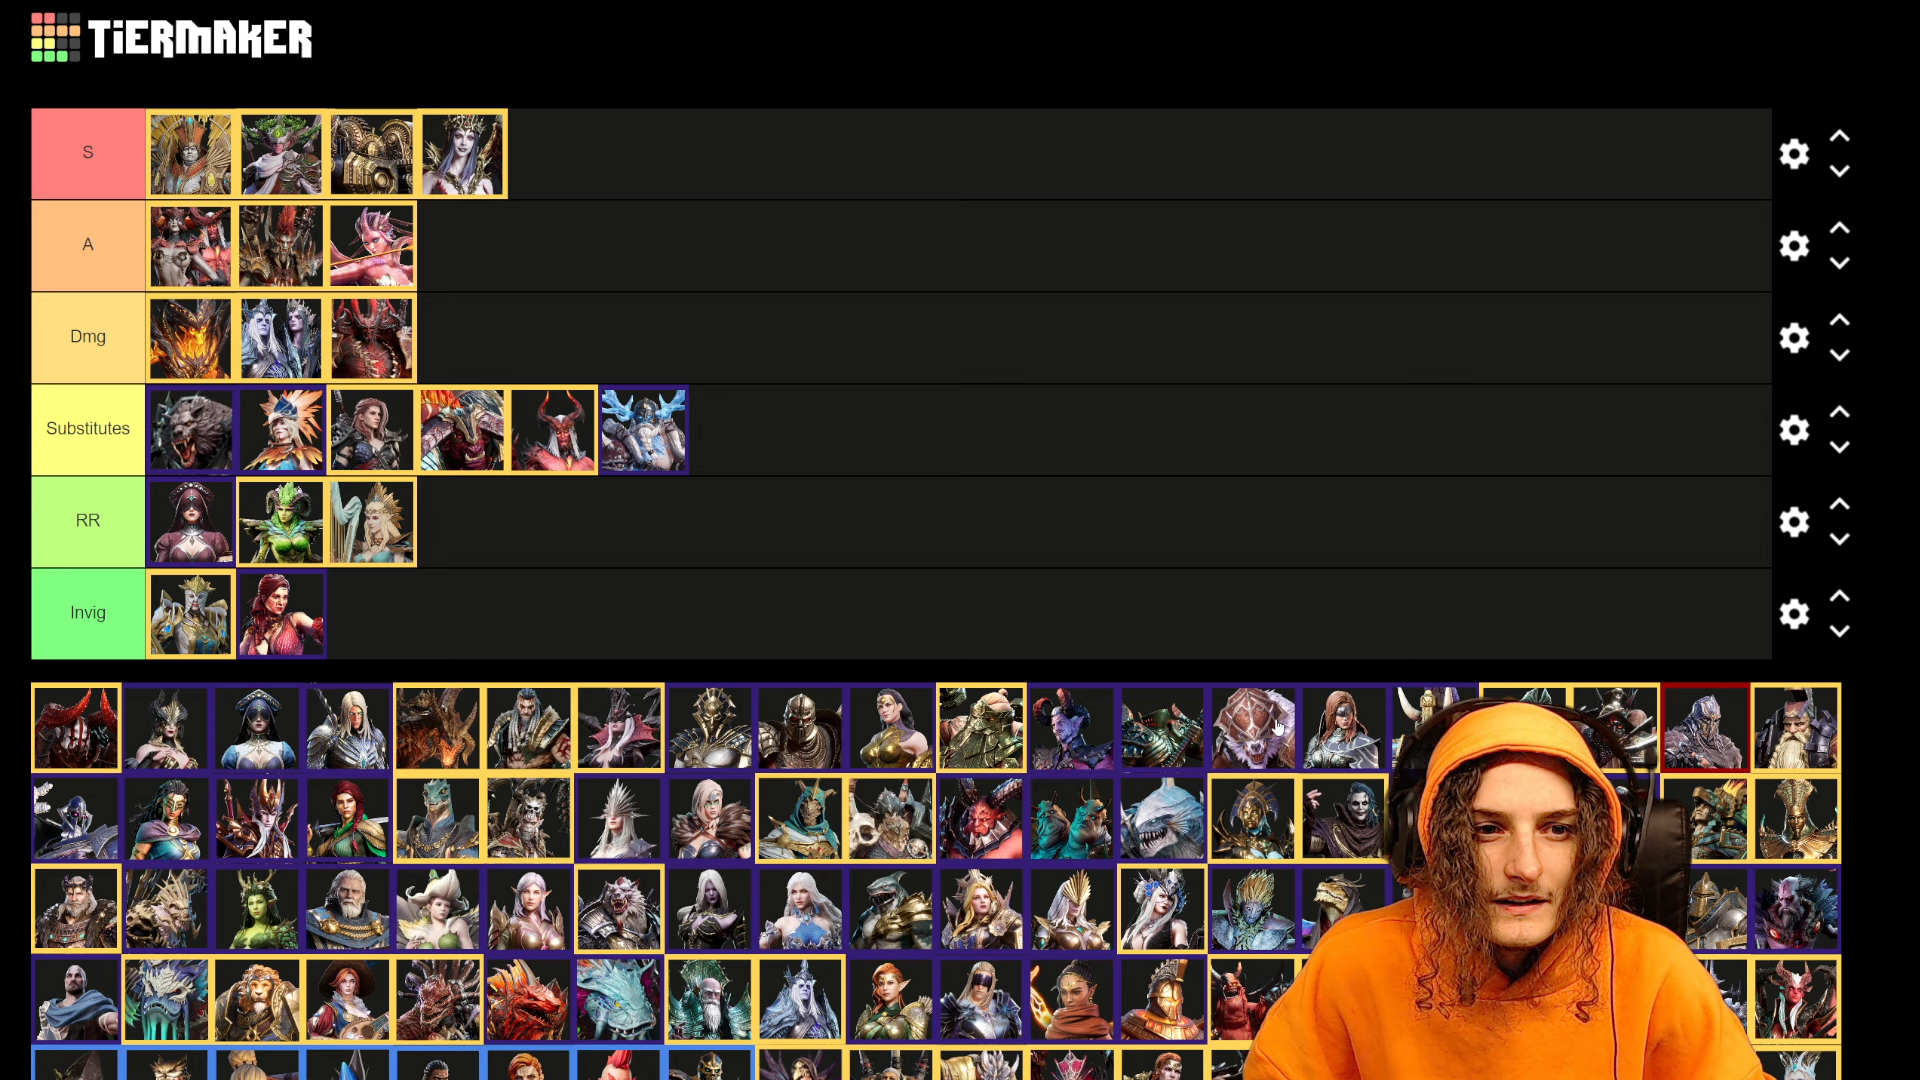 TIERMAKER
S
A
Dmg
Substitutes
RR
Invig